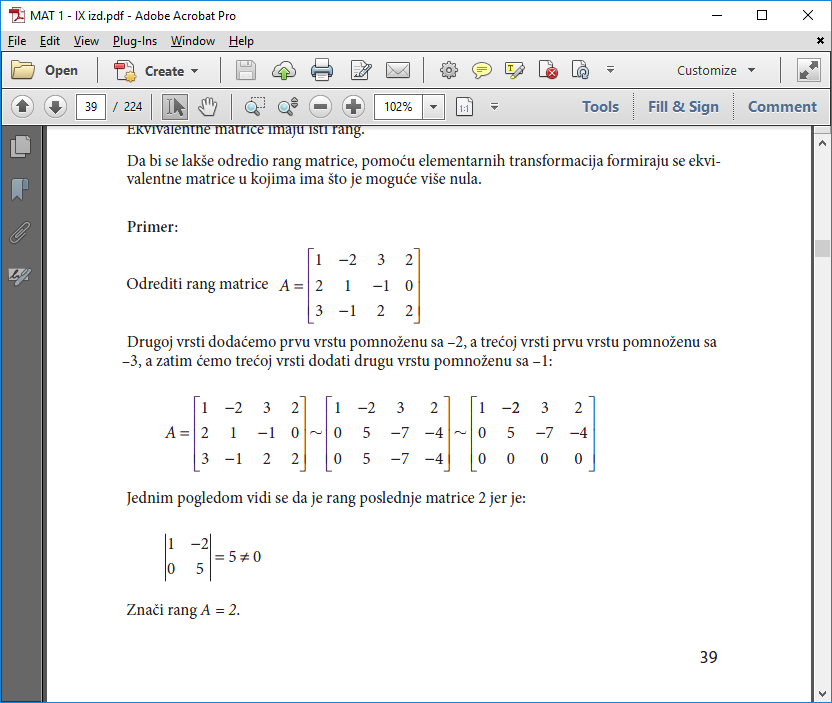 MAT 1 - IX izd.pdf - Adobe Acrobat Pro
File Edit View Plug-Ins Window Help
Open Create Customize
39 / 224 102% Tools Fill & Sign Comment
Ekvivalentne matrice imaju isti rang.
Da bi se lakše odredio rang matrice, pomoću elementarnih transformacija formiraju se ekvi-
valentne matrice u kojima ima što je moguće više nula.
Primer:
1 −2 3 2
Odrediti rang matrice A = 2 1 −1 0
3 −1 2 2
Drugoj vrsti dodaćemo prvu vrstu pomnoženu sa –2, a trećoj vrsti prvu vrstu pomnoženu sa
–3, a zatim ćemo trećoj vrsti dodati drugu vrstu pomnoženu sa –1:
1 −2 3 2 1 −2 3 2 1 −2 3 2
A = 2 1 −1 0 ~ 0 5 −7 −4 ~ 0 5 −7 −4
3 −1 2 2 0 5 −7 −4 0 0 0 0
Jednim pogledom vidi se da je rang poslednje matrice 2 jer je:
1 −2
0 5 = 5 ≠ 0
Znači rang A = 2.
39